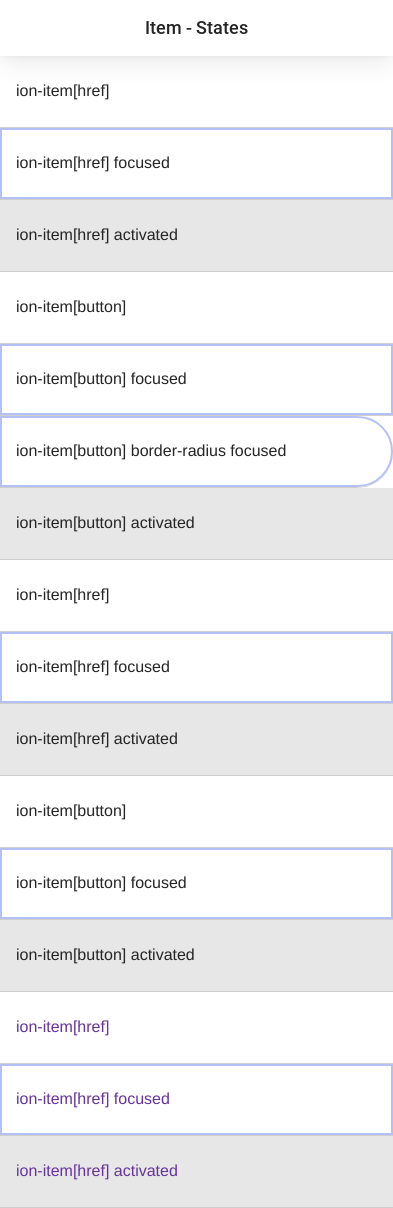 Item - States
ion-item[href]
ion-item[href] focused
ion-item[href] activated
ion-item[button]
ion-item[button] focused
ion-item[button] border-radius focused
ion-item[button] activated
ion-item[href]
ion-item[href] focused
ion-item[href] activated
ion-item[button]
ion-item[button] focused
ion-item[button] activated
ion-item[href]
ion-item[href] focused
ion-item[href] activated